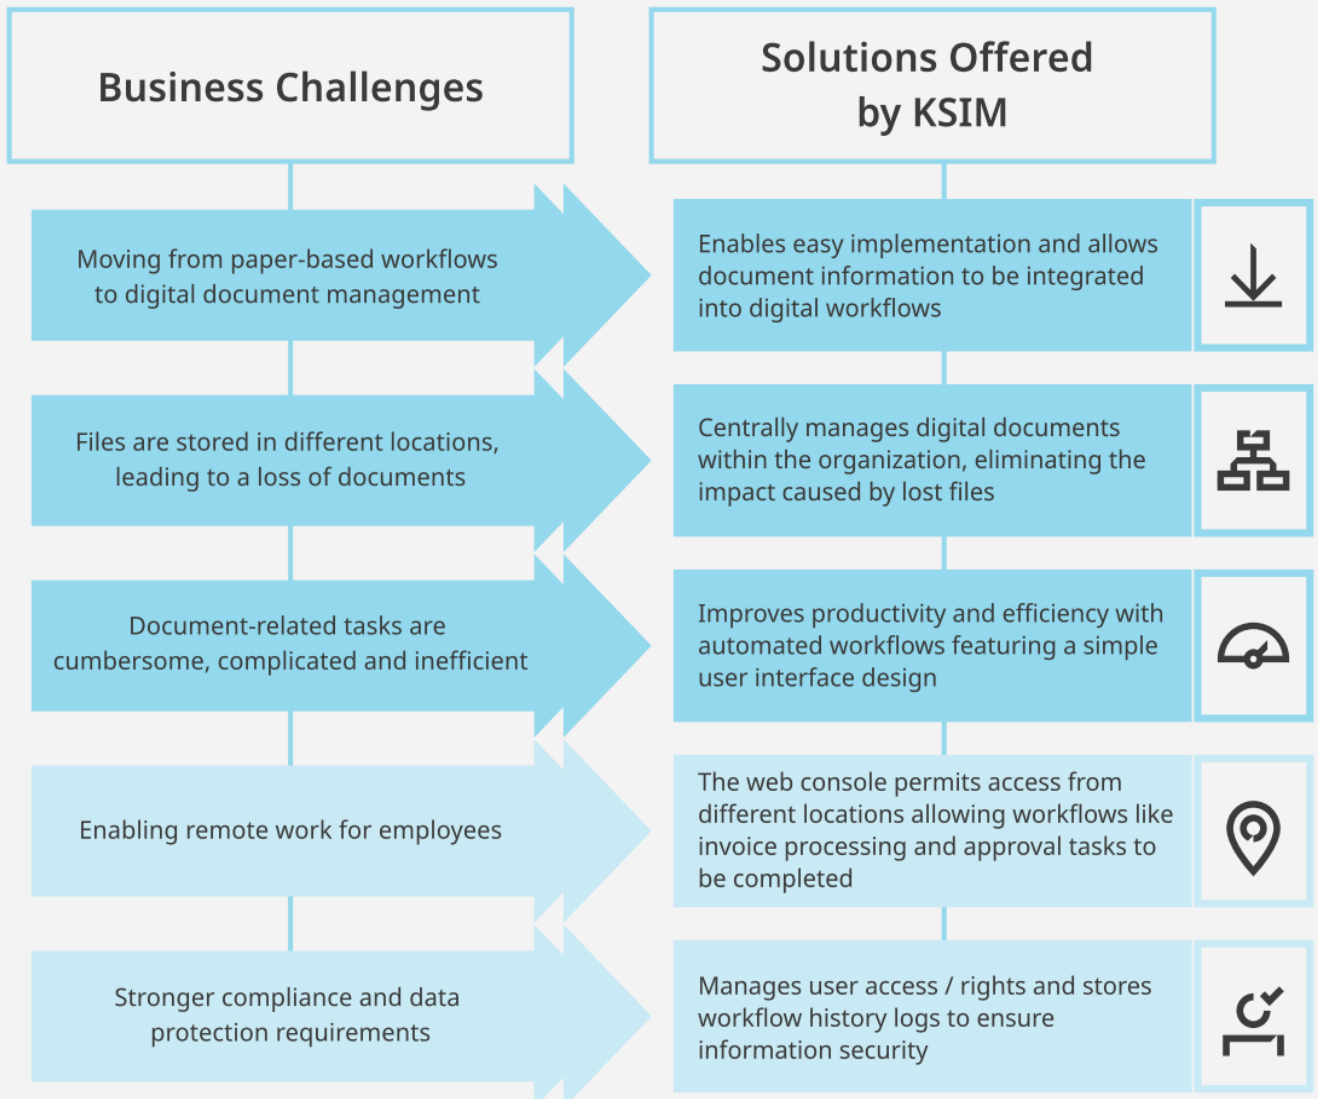 Business Challenges
Solutions Offered
by KSIM
Moving from paper-based workflows
to digital document management
Enables easy implementation and allows
document information to be integrated
into digital workflows
Files are stored in different locations,
leading to a loss of documents
Centrally manages digital documents
within the organization, eliminating the
impact caused by lost files
Document-related tasks are
cumbersome, complicated and inefficient
Improves productivity and efficiency with
automated workflows featuring a simple
user interface design
Enabling remote work for employees
The web console permits access from
different locations allowing workflows like
invoice processing and approval tasks to
be completed
Stronger compliance and data
protection requirements
Manages user access / rights and stores
workflow history logs to ensure
information security